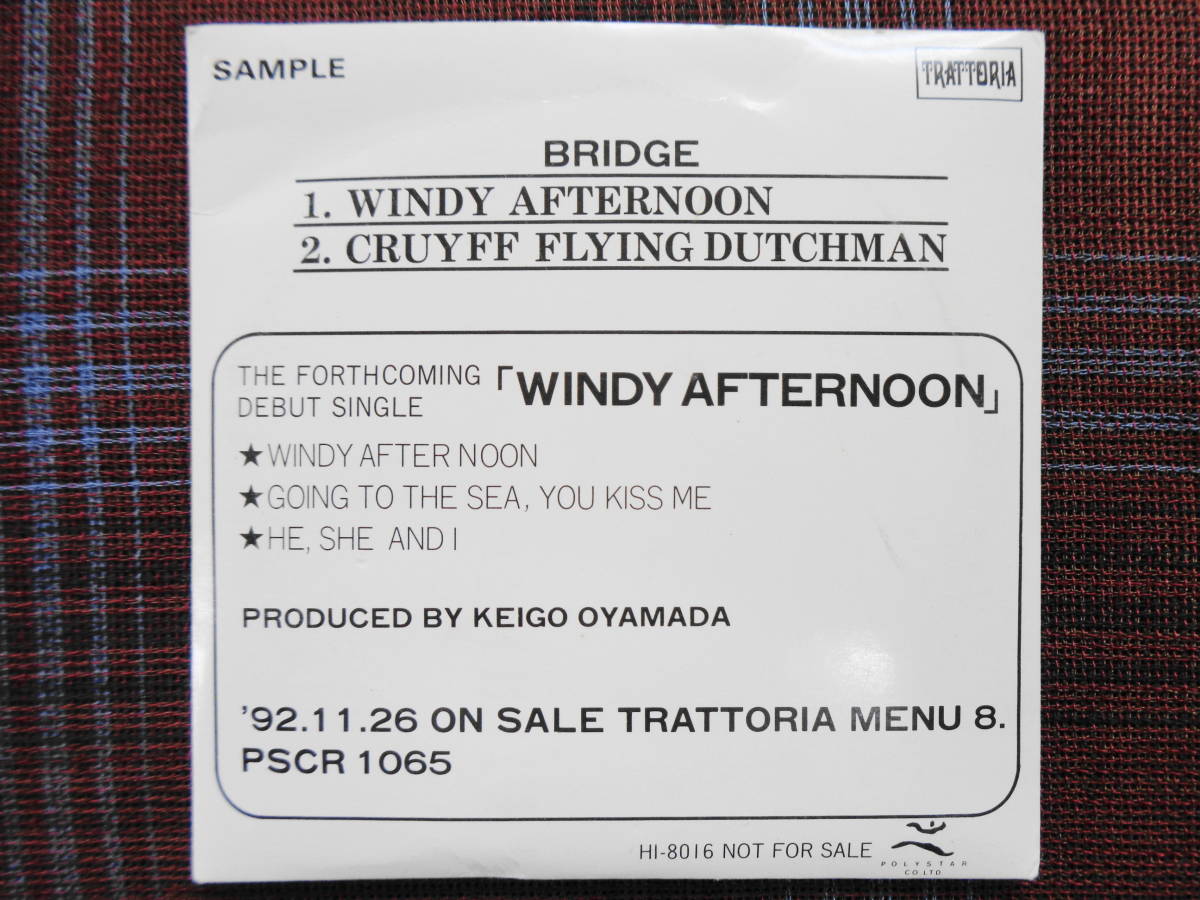 SAMPLE
TRATTORIA
BRIDGE
1. WINDY AFTERNOON
2. CRUYFF FLYING DUTCHMAN
THE FORTHCOMING
DEBUT SINGLE
「WINDY AFTERNOON」
★WINDY AFTER NOON
★GOING TO THE SEA, YOU KISS ME
★HE, SHE AND I
PRODUCED BY KEIGO OYAMADA
'92.11.26 ON SALE TRATTORIA MENU 8.
PSCR 1065
HI-8016 NOT FOR SALE
POLYSTAR
CO.LTD